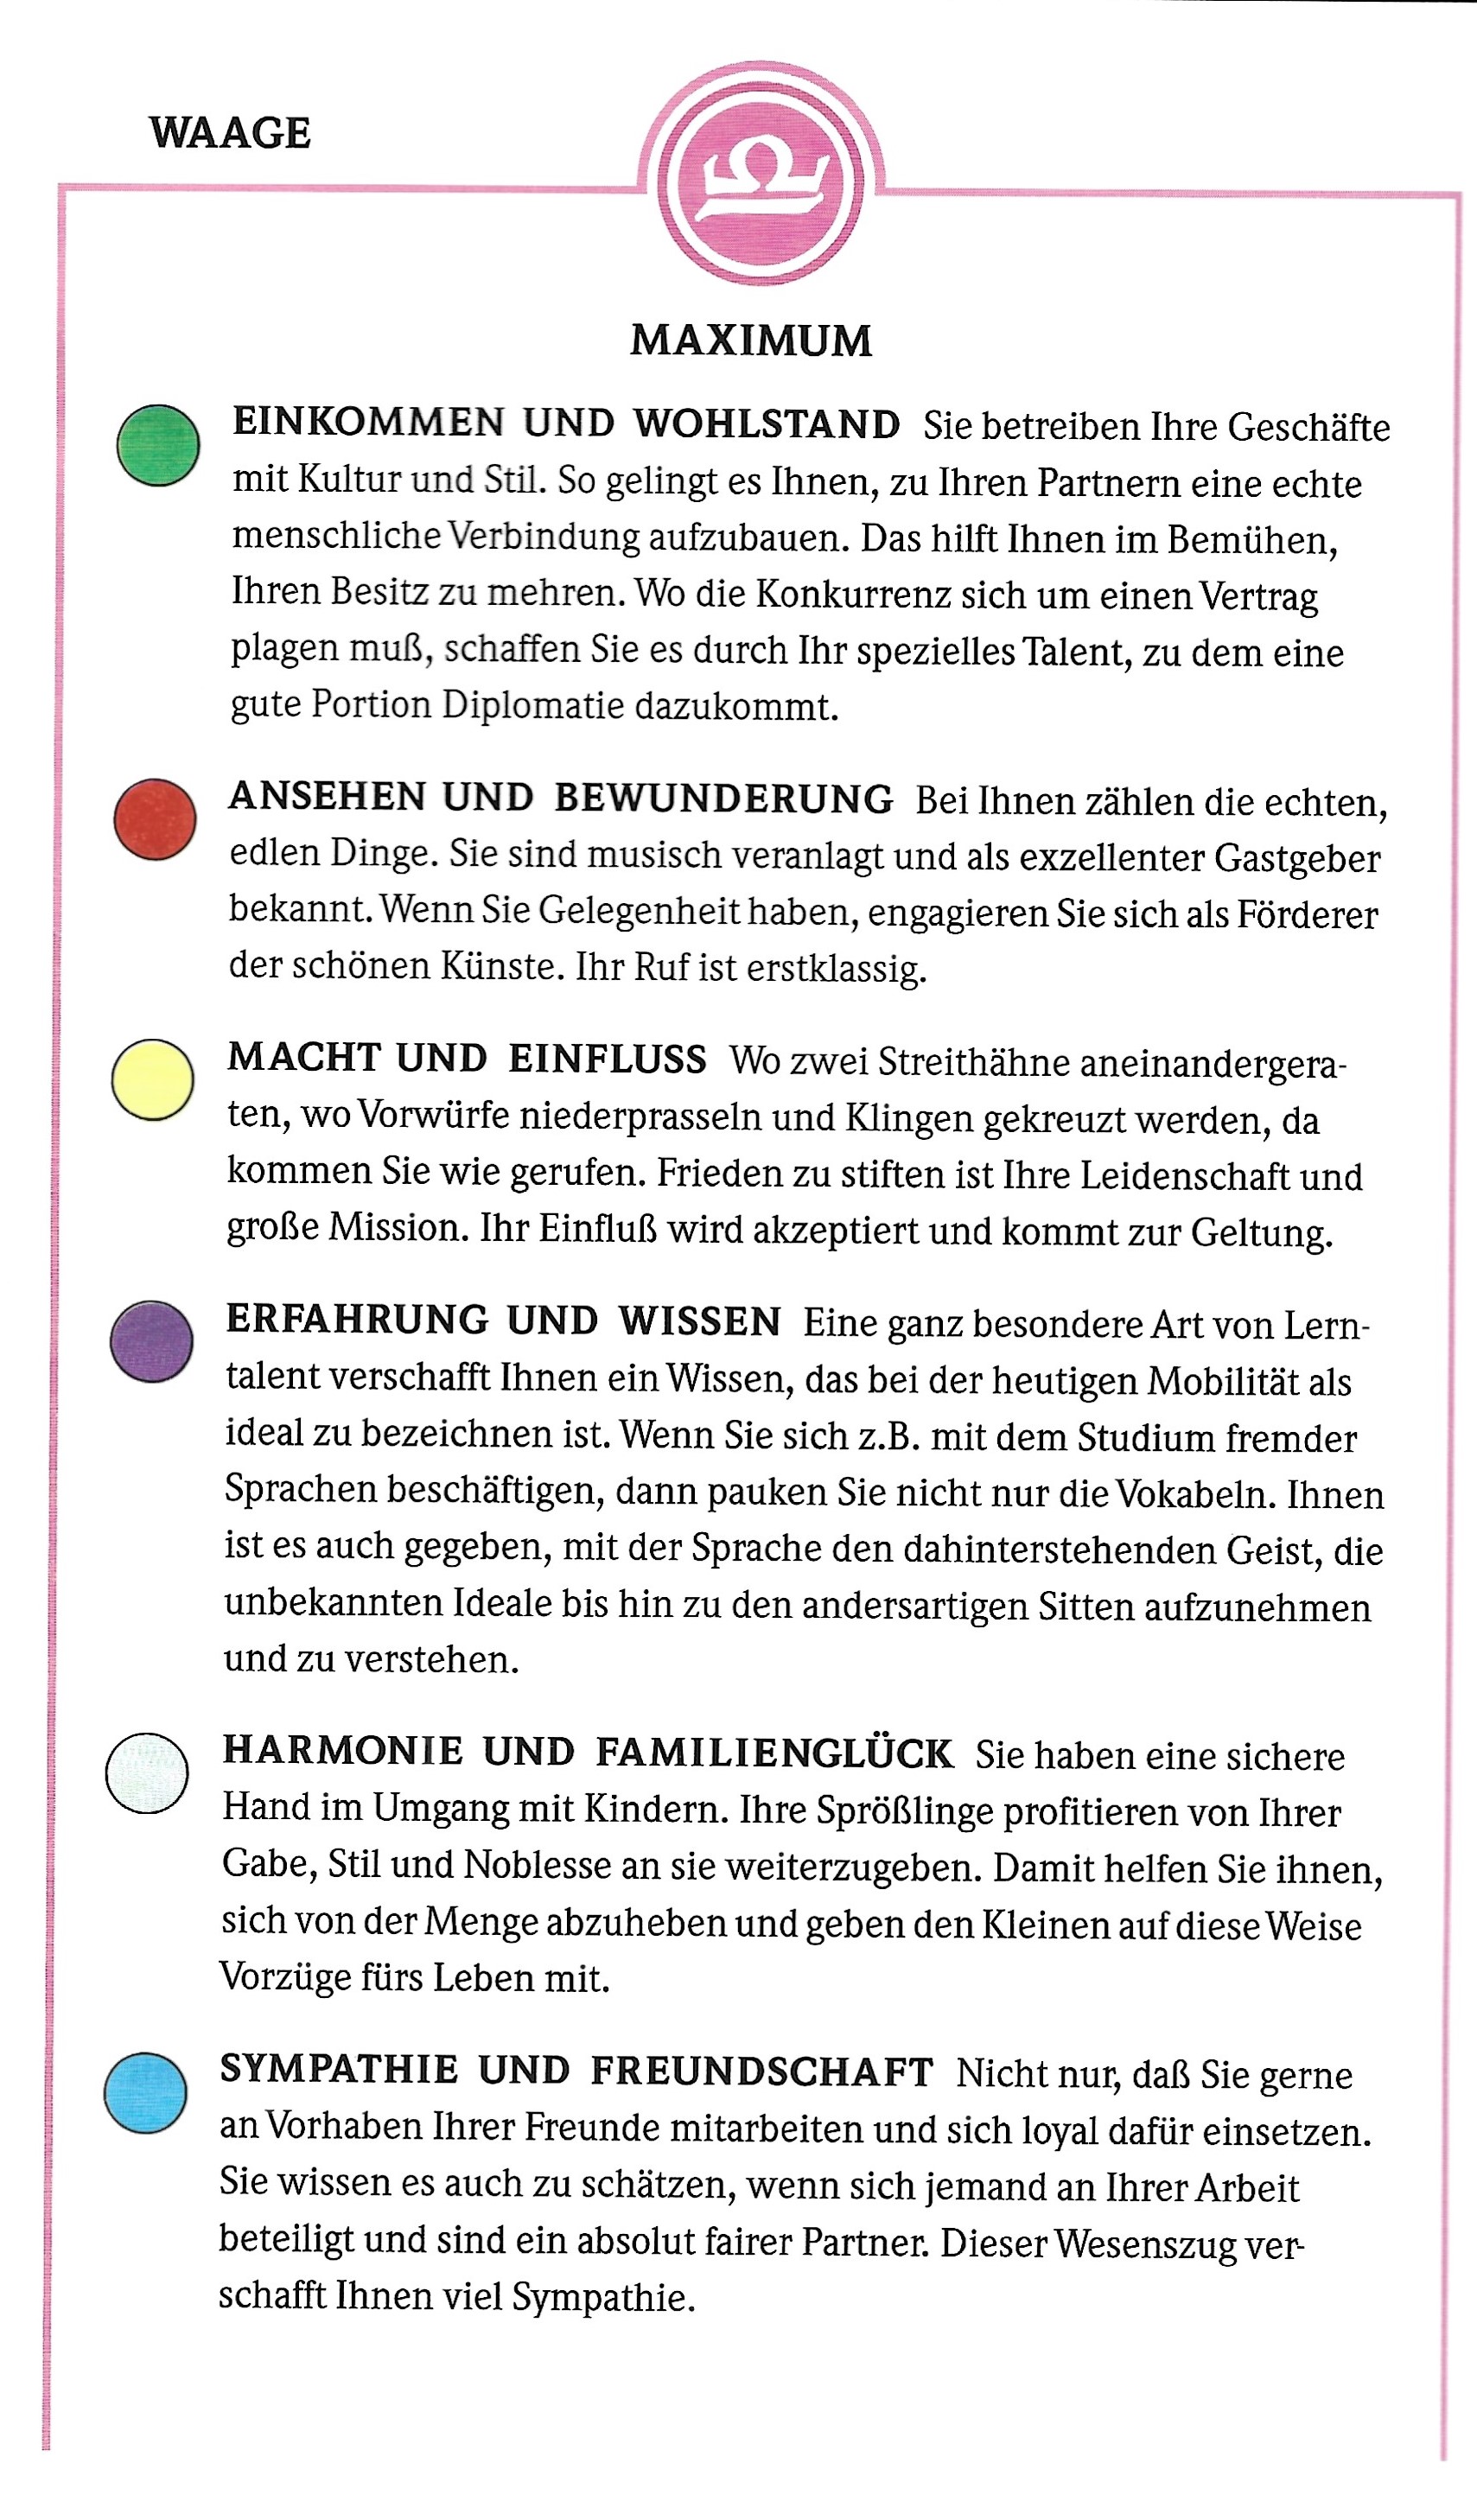 WAAGE
MAXIMUM
EINKOMMEN UND WOHLSTAND Sie betreiben Ihre Geschäfte
mit Kultur und Stil. So gelingt es Ihnen, zu Ihren Partnern eine echte
menschliche Verbindung aufzubauen. Das hilft Ihnen im Bemühen,
Ihren Besitz zu mehren. Wo die Konkurrenz sich um einen Vertrag
plagen muß, schaffen Sie es durch Ihr spezielles Talent, zu dem eine
gute Portion Diplomatie dazukommt.
ANSEHEN UND BEWUNDERUNG Bei Ihnen zählen die echten,
edlen Dinge. Sie sind musisch veranlagt und als exzellenter Gastgeber
bekannt. Wenn Sie Gelegenheit haben, engagieren Sie sich als Förderer
der schönen Künste. Ihr Ruf ist erstklassig.
MACHT UND EINFLUSS Wo zwei Streithähne aneinandergera-
ten, wo Vorwürfe niederprasseln und Klingen gekreuzt werden, da
kommen Sie wie gerufen. Frieden zu stiften ist Ihre Leidenschaft und
große Mission. Ihr Einfluß wird akzeptiert und kommt zur Geltung.
ERFAHRUNG UND WISSEN Eine ganz besondere Art von Lern-
talent verschafft Ihnen ein Wissen, das bei der heutigen Mobilität als
ideal zu bezeichnen ist. Wenn Sie sich z.B. mit dem Studium fremder
Sprachen beschäftigen, dann pauken Sie nicht nur die Vokabeln. Ihnen
ist es auch gegeben, mit der Sprache den dahinterstehenden Geist, die
unbekannten Ideale bis hin zu den andersartigen Sitten aufzunehmen
und zu verstehen.
HARMONIE UND FAMILIENGLÜCK Sie haben eine sichere
Hand im Umgang mit Kindern. Ihre Sprößlinge profitieren von Ihrer
Gabe, Stil und Noblesse an sie weiterzugeben. Damit helfen Sie ihnen,
sich von der Menge abzuheben und geben den Kleinen auf diese Weise
Vorzüge fürs Leben mit.
SYMPATHIE UND FREUNDSCHAFT Nicht nur, daß Sie gerne
an Vorhaben Ihrer Freunde mitarbeiten und sich loyal dafür einsetzen.
Sie wissen es auch zu schätzen, wenn sich jemand an Ihrer Arbeit
beteiligt und sind ein absolut fairer Partner. Dieser Wesenszug ver-
schafft Ihnen viel Sympathie.